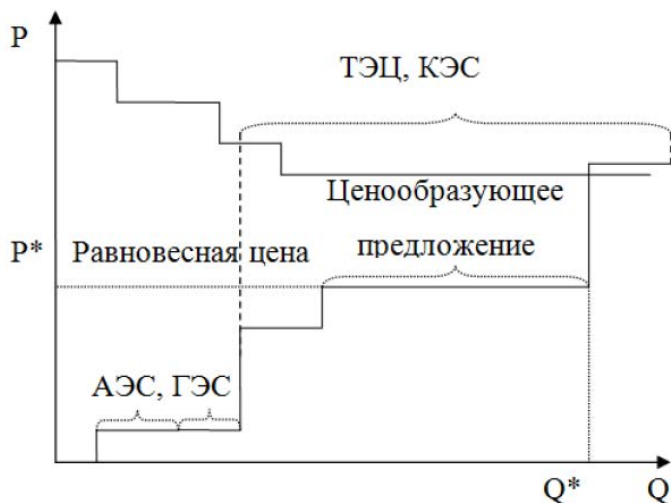 P
ТЭЦ, КЭС
Ценообразующее
P* Равновесная цена предложение
АЭС, ГЭС
Q* Q